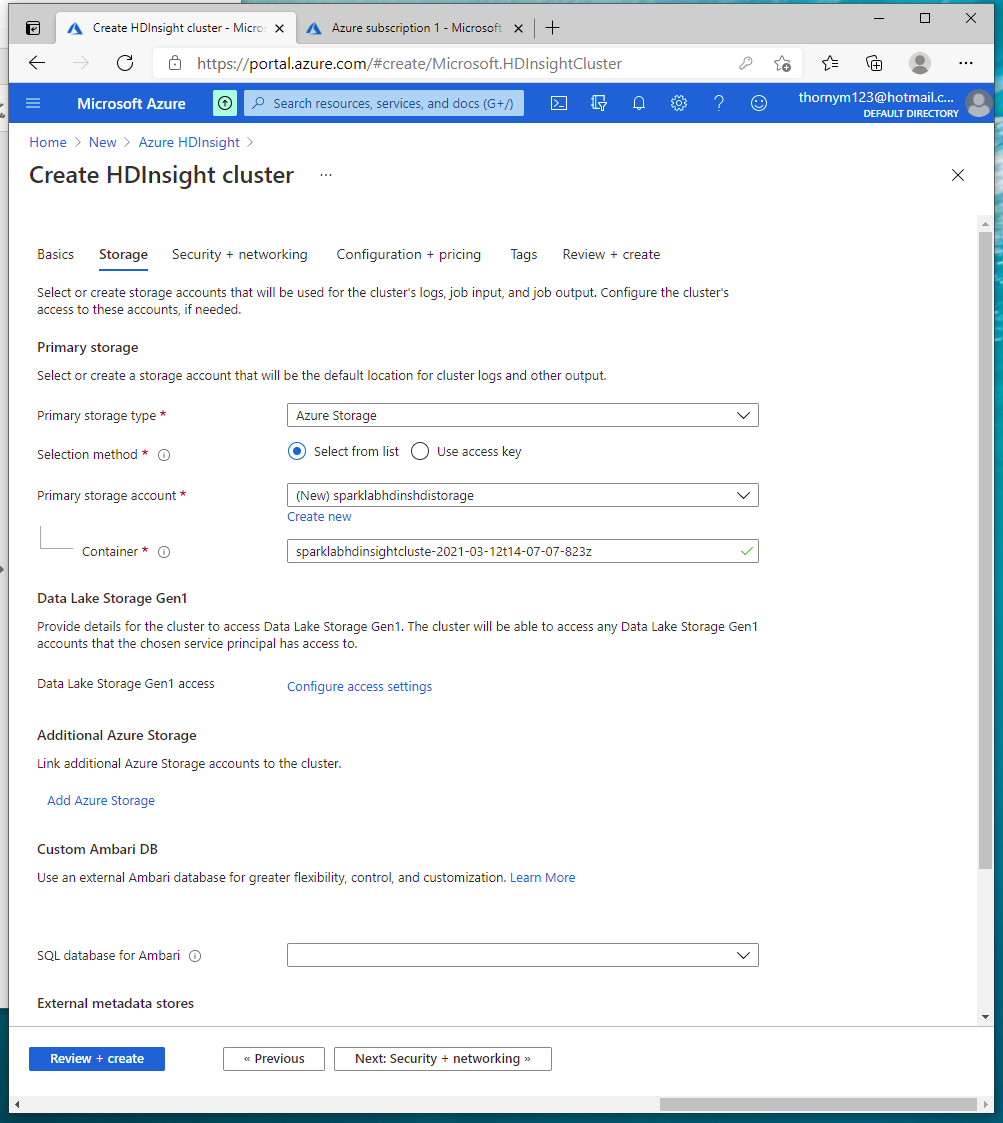 Create HDInsight cluster - Micros
Azure subscription 1 - Microsoft
https://portal.azure.com/#create/Microsoft.HDInsightCluster
Microsoft Azure
Search resources, services, and docs (G+/)
thornym123@hotmail.c...
DEFAULT DIRECTORY
Home > New > Azure HDInsight >
Create HDInsight cluster ...
Basics Storage Security + networking Configuration + pricing Tags Review + create
Select or create storage accounts that will be used for the cluster's logs, job input, and job output. Configure the cluster's
access to these accounts, if needed.
Primary storage
Select or create a storage account that will be the default location for cluster logs and other output.
Primary storage type * Azure Storage
Selection method * Select from list Use access key
Primary storage account * (New) sparklabhdinshdistorage
Create new
Container * sparklabhdinsightcluste-2021-03-12t14-07-07-823z
Data Lake Storage Gen1
Provide details for the cluster to access Data Lake Storage Gen1. The cluster will be able to access any Data Lake Storage Gen1
accounts that the chosen service principal has access to.
Data Lake Storage Gen1 access Configure access settings
Additional Azure Storage
Link additional Azure Storage accounts to the cluster.
Add Azure Storage
Custom Ambari DB
Use an external Ambari database for greater flexibility, control, and customization. Learn More
SQL database for Ambari
External metadata stores
Review + create « Previous Next: Security + networking »